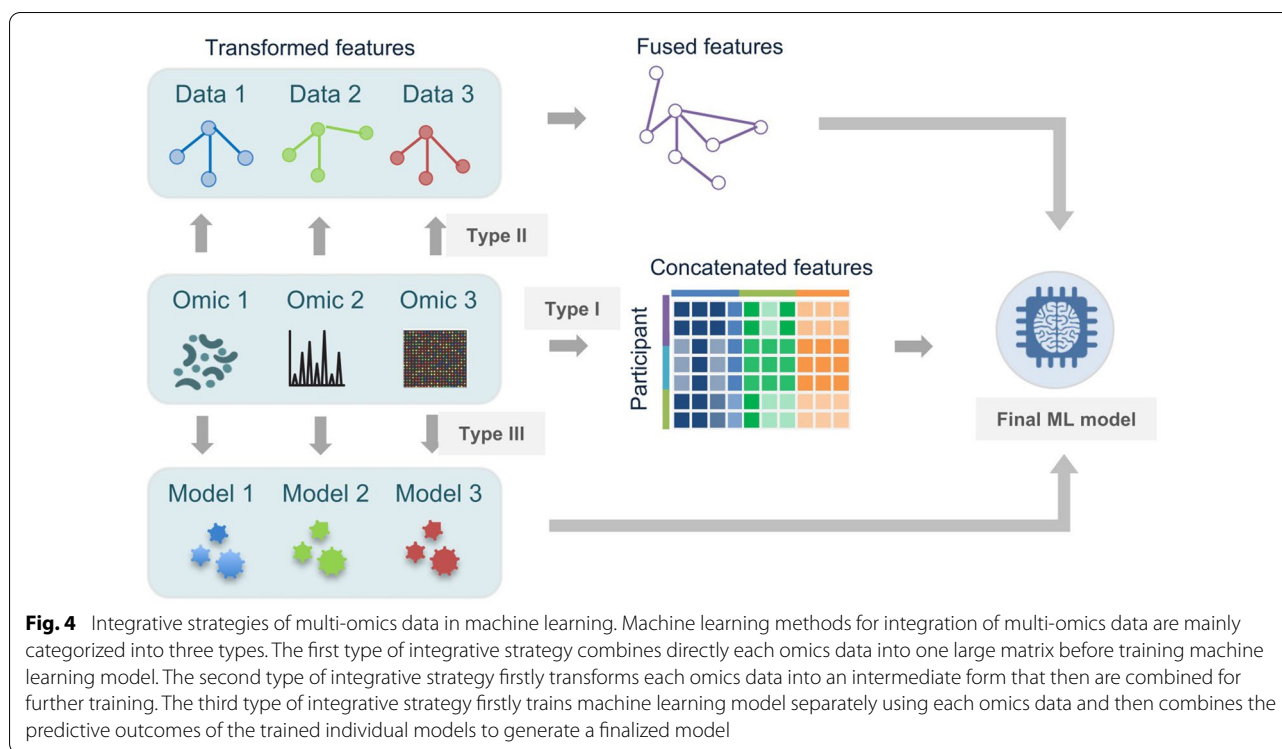 Transformed features
Fused features
Data 1 Data 2 Data 3
Type II
Omic 1 Omic 2 Omic 3
Type I
Concatenated features
Participant
Final ML model
Type III
Model 1 Model 2 Model 3
Fig. 4 Integrative strategies of multi-omics data in machine learning. Machine learning methods for integration of multi-omics data are mainly
categorized into three types. The first type of integrative strategy combines directly each omics data into one large matrix before training machine
learning model. The second type of integrative strategy firstly transforms each omics data into an intermediate form that then are combined for
further training. The third type of integrative strategy firstly trains machine learning model separately using each omics data and then combines the
predictive outcomes of the trained individual models to generate a finalized model